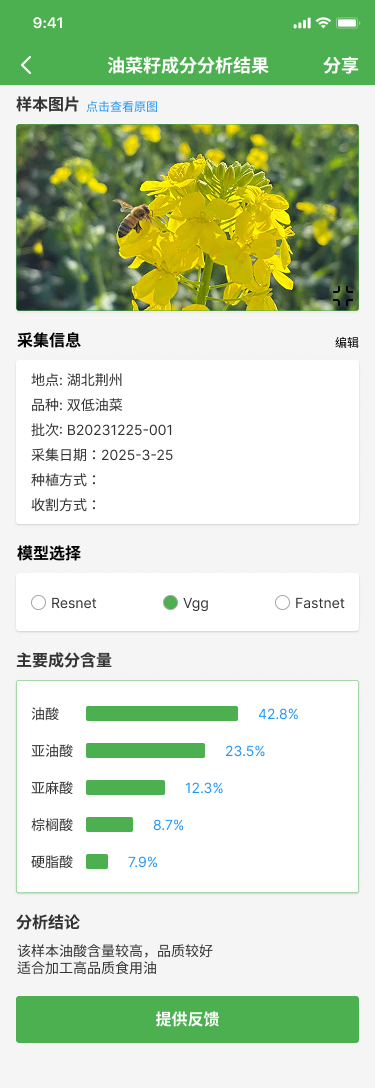 9:41
油菜籽成分分析结果
分享
样本图片 点击查看原图
采集信息
编辑
地点: 湖北荆州
品种: 双低油菜
批次: B20231225-001
采集日期：2025-3-25
种植方式：
收割方式：
模型选择
Resnet Vgg Fastnet
主要成分含量
油酸 42.8%
亚油酸 23.5%
亚麻酸 12.3%
棕榈酸 8.7%
硬脂酸 7.9%
分析结论
该样本油酸含量较高，品质较好
适合加工高品质食用油
提供反馈